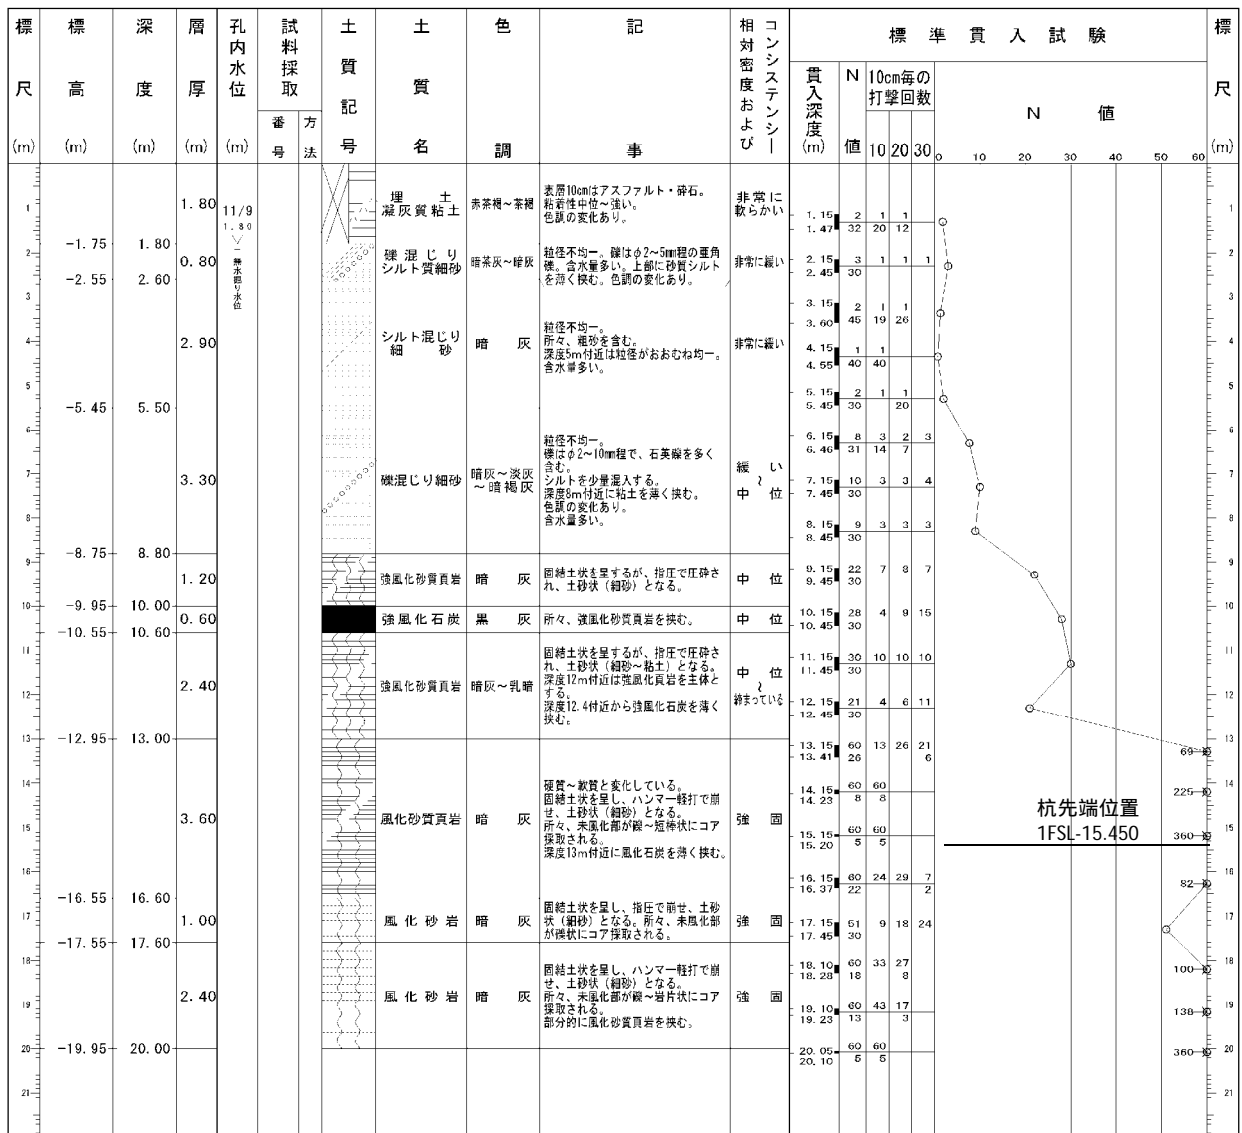 標尺(m)
標高(m)
深度(m)
層厚(m)
孔内水位(m)
試料採取
番号
方法
土質記号
土質名
色調
記事
相対密度および
コンシステンシー
標準貫入試験
貫入深度(m)
N値
10cm毎の
打撃回数
10 20 30
N 値
0 10 20 30 50 60
標尺(m)
1.80
11/9
1.80
無水掘り水位
埋土
凝灰質粘土
赤茶褐~茶褐
表層10cmはアスファルト・砕石。
粘着性中位~強い。
色調の変化あり。
非常に
軟らかい
1.15 2 1 1
1.47 32 20 12
-1.75 1.80
0.80
礫混じり
シルト質細砂
暗茶灰~暗灰
粒径不均一。礫はφ2~5mm程の亜角
礫。含水量多い。上部に砂質シルト
を薄く挟む。色調の変化あり。
非常に緩い
2.15 3 1 1 1
2.45 30
-2.55 2.60
2.90
シルト混じり
細砂
暗灰
粒径不均一。
所々、粗砂を含む。
深度5m付近は粒径がおおむね均一。
含水量多い。
非常に緩い
3.15 2 1 1
3.60 45 19 26
4.15 1 1
4.55 40 40
5.15 2 1 1
5.45 30 20
-5.45 5.50
3.30
礫混じり細砂
暗灰~淡灰
~暗褐灰
粒径不均一。
礫はφ2~10mm程で、石英礫を多く
含む。
シルトを少量混入する。
深度8m付近に粘土を薄く挟む。
色調の変化あり。
含水量多い。
緩い
~
中位
6.15 8 3 2 3
6.46 31 14 7
7.15 10 3 3 4
7.45 30
8.15 9 3 3 3
8.45 30
-8.75 8.80
1.20
強風化砂質頁岩
暗灰
固結土状を呈するが、指圧で圧砕さ
れ、土砂状(細砂)となる。
中位
9.15 22 7 8 7
9.45 30
-9.95 10.00
0.60
強風化石炭
黒灰
所々、強風化砂質頁岩を挟む。
中位
10.15 28 4 9 15
10.45 30
-10.55 10.60
2.40
強風化砂質頁岩
暗灰~乳暗
固結土状を呈するが、指圧で圧砕さ
れ、土砂状(細砂~粘土)となる。
深度12m付近は強風化頁岩を主体と
する。
深度12.4付近から強風化石炭を薄く
挟む。
中位
~
締まっている
11.15 30 10 10 10
11.45 30
12.15 21 4 6 11
12.45 30
-12.95 13.00
3.60
風化砂質頁岩
暗灰
硬質~軟質と変化している。
固結土状を呈し、ハンマー軽打で崩
せ、土砂状(細砂)となる。
所々、未風化部が礫~短棒状にコア
採取される。
深度13m付近に風化石炭を薄く挟む。
強固
13.15 60 13 26 21
13.41 26 6
69
14.15 60 60
14.23 8 8
225
15.15 60 60
15.20 5 5
360
杭先端位置
1FSL-15.450
16.15 60 24 29 7
16.37 22 2
82
-16.55 16.60
1.00
風化砂岩
暗灰
固結土状を呈し、指圧で崩せ、土砂
状(細砂)となる。所々、未風化部
が礫状にコア採取される。
強固
17.15 51 9 18 24
17.45 30
-17.55 17.60
2.40
風化砂岩
暗灰
固結土状を呈し、ハンマー軽打で崩
せ、土砂状(細砂)となる。
所々、未風化部が礫~岩片状にコア
採取される。
部分的に風化砂質頁岩を挟む。
強固
18.10 60 33 27
18.28 18 8
100
19.10 60 43 17
19.23 13 3
138
-19.95 20.00
20.05 60 60
20.10 5 5
360
1
2
3
4
5
6
7
8
9
10
11
12
13
14
15
16
17
18
19
20
21
1
2
3
4
5
6
7
8
9
10
11
12
13
14
15
16
17
18
19
20
21